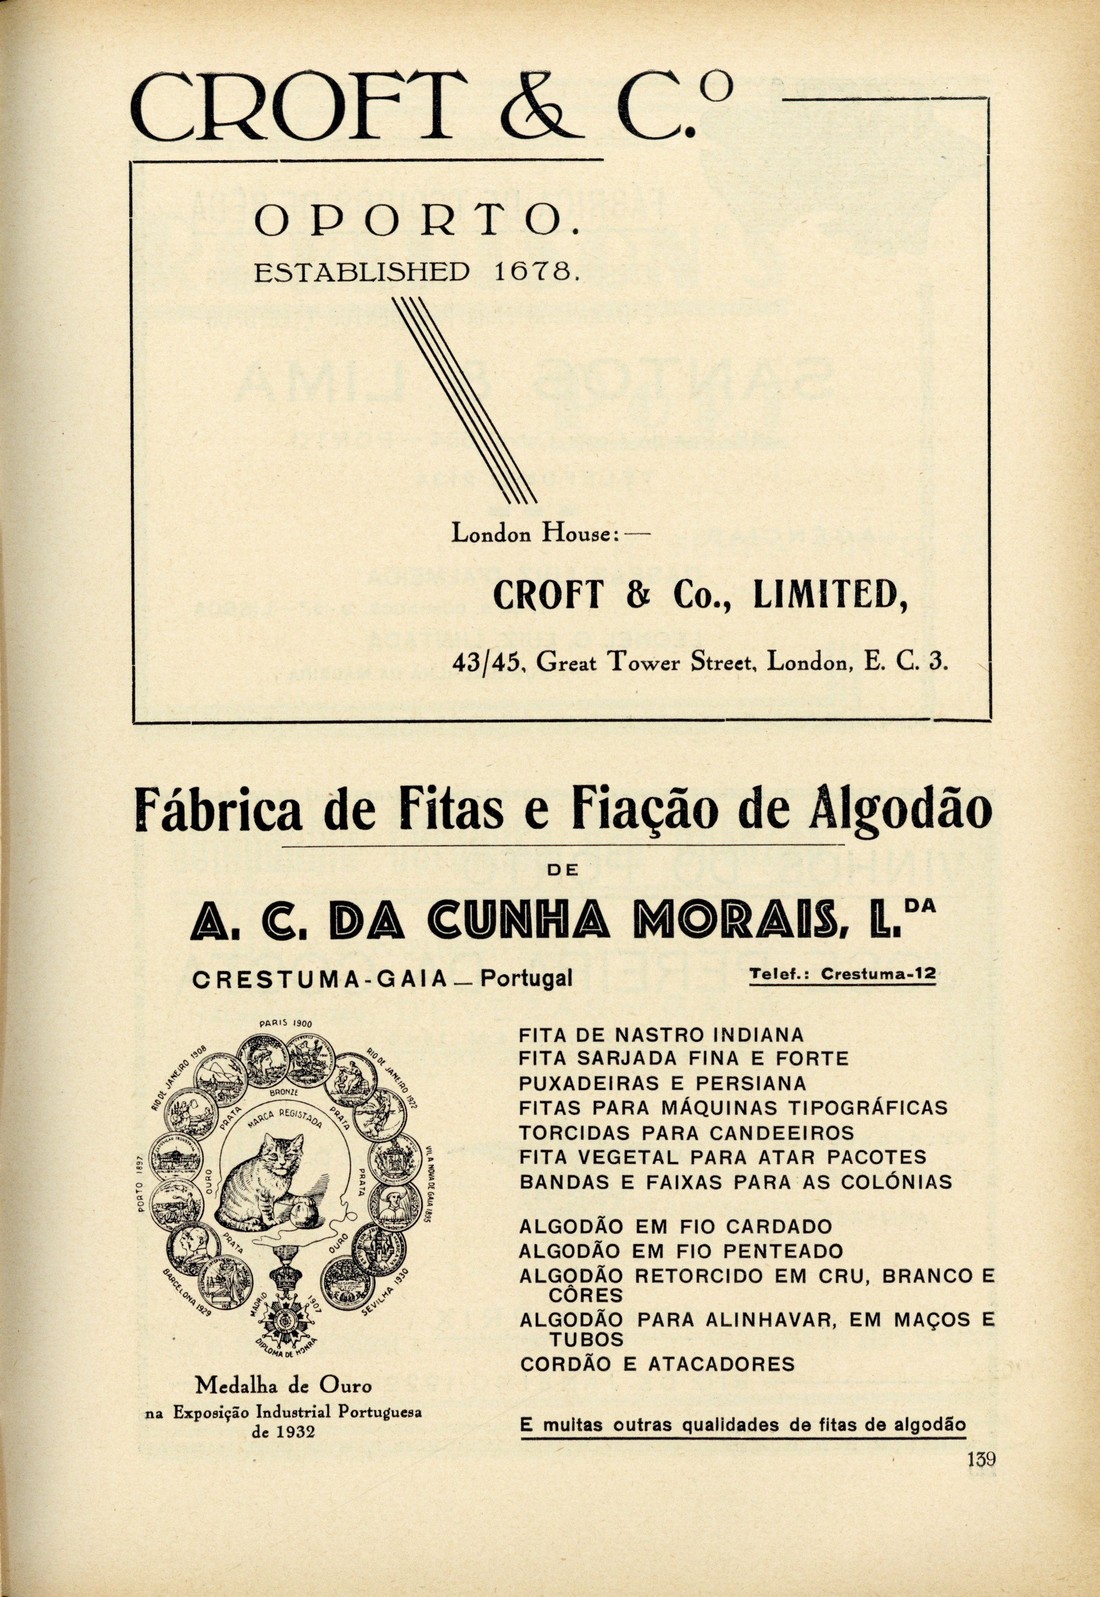 CROFT & C.º
OPORTO.
ESTABLISHED 1678.
London House:—
CROFT & Co., LIMITED,
43/45, Great Tower Street, London, E. C. 3.
Fábrica de Fitas e Fiação de Algodão
DE
A. C. DA CUNHA MORAIS, L.DA
CRESTUMA-GAIA — Portugal
Telef.: Crestuma-12
PARIS 1900
RIO DE JANEIRO 1908
RIO DE JANEIRO 1922
BRONZE
PRATA
PRATA
MARCA REGISTADA
PORTO 1897
OURO
PRATA
VILA NOVA DE GAIA 1895
PRATA
OURO
BARCELONA 1929
SEVILHA 1930
MADRID 1907
DIPLOMA DE HONRA
Medalha de Ouro
na Exposição Industrial Portuguesa
de 1932
FITA DE NASTRO INDIANA
FITA SARJADA FINA E FORTE
PUXADEIRAS E PERSIANA
FITAS PARA MÁQUINAS TIPOGRÁFICAS
TORCIDAS PARA CANDEEIROS
FITA VEGETAL PARA ATAR PACOTES
BANDAS E FAIXAS PARA AS COLÓNIAS
ALGODÃO EM FIO CARDADO
ALGODÃO EM FIO PENTEADO
ALGODÃO RETORCIDO EM CRU, BRANCO E
CÔRES
ALGODÃO PARA ALINHAVAR, EM MAÇOS E
TUBOS
CORDÃO E ATACADORES
E muitas outras qualidades de fitas de algodão
139